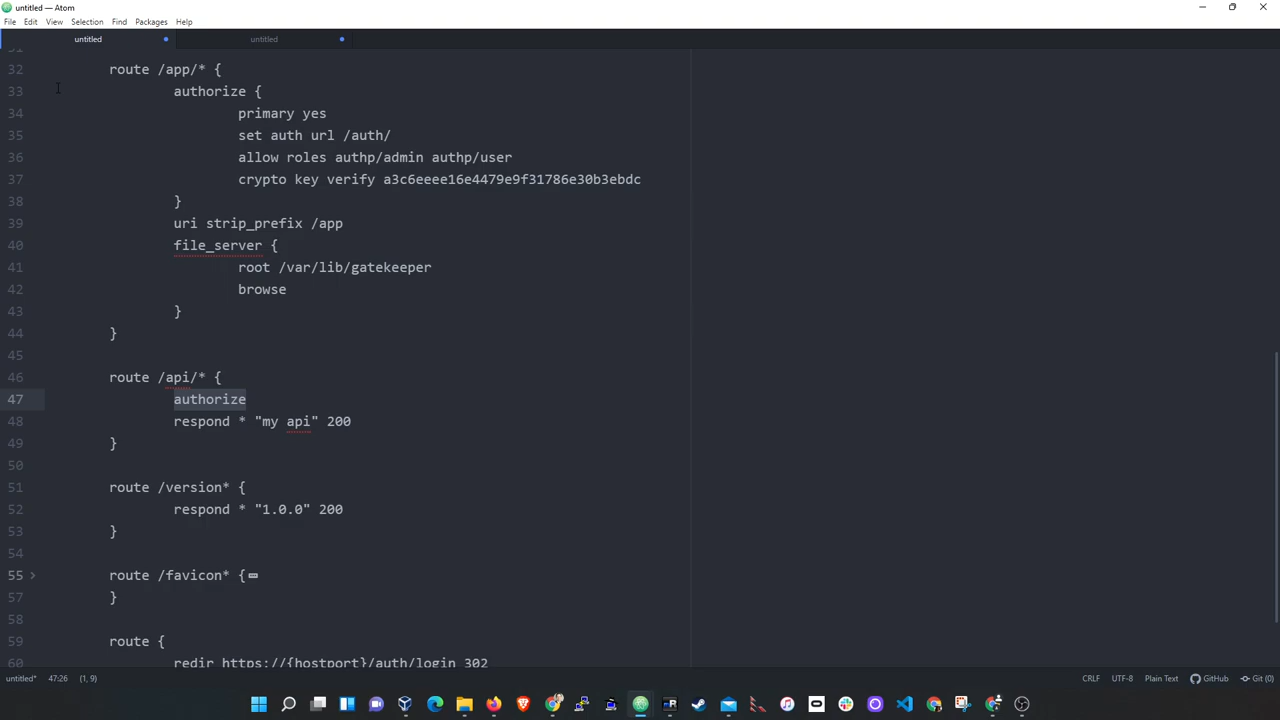 untitled — Atom
File Edit View Selection Find Packages Help
untitled untitled
31
32 route /app/* {
33 authorize {
34 primary yes
35 set auth url /auth/
36 allow roles authp/admin authp/user
37 crypto key verify a3c6eeee16e4479e9f31786e30b3ebdc
38 }
39 uri strip_prefix /app
40 file_server {
41 root /var/lib/gatekeeper
42 browse
43 }
44 }
45
46 route /api/* {
47 authorize
48 respond * "my api" 200
49 }
50
51 route /version* {
52 respond * "1.0.0" 200
53 }
54
55 route /favicon* {
57 }
58
59 route {
60 redir https://{hostport}/auth/login 302
untitled* 47:26 (1, 9) CRLF UTF-8 Plain Text GitHub Git (0)